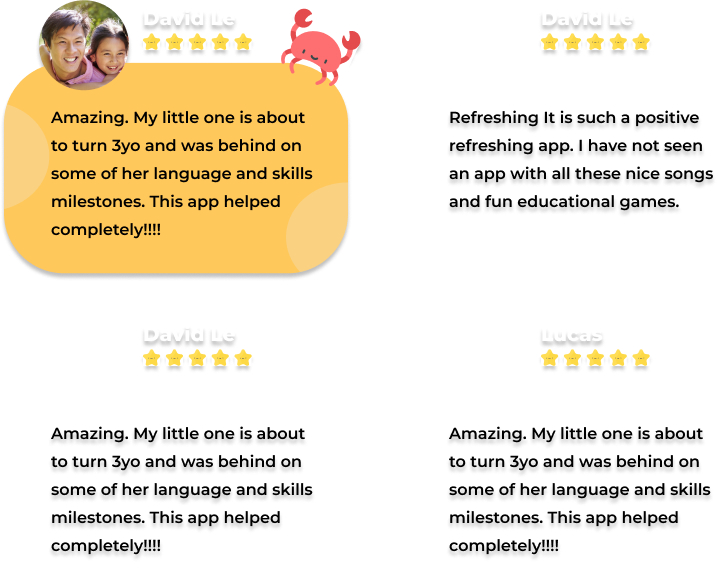 David Le
Amazing. My little one is about
to turn 3yo and was behind on
some of her language and skills
milestones. This app helped
completely!!!!
David Le
Refreshing It is such a positive
refreshing app. I have not seen
an app with all these nice songs
and fun educational games.
David Le
Amazing. My little one is about
to turn 3yo and was behind on
some of her language and skills
milestones. This app helped
completely!!!!
Lucas
Amazing. My little one is about
to turn 3yo and was behind on
some of her language and skills
milestones. This app helped
completely!!!!